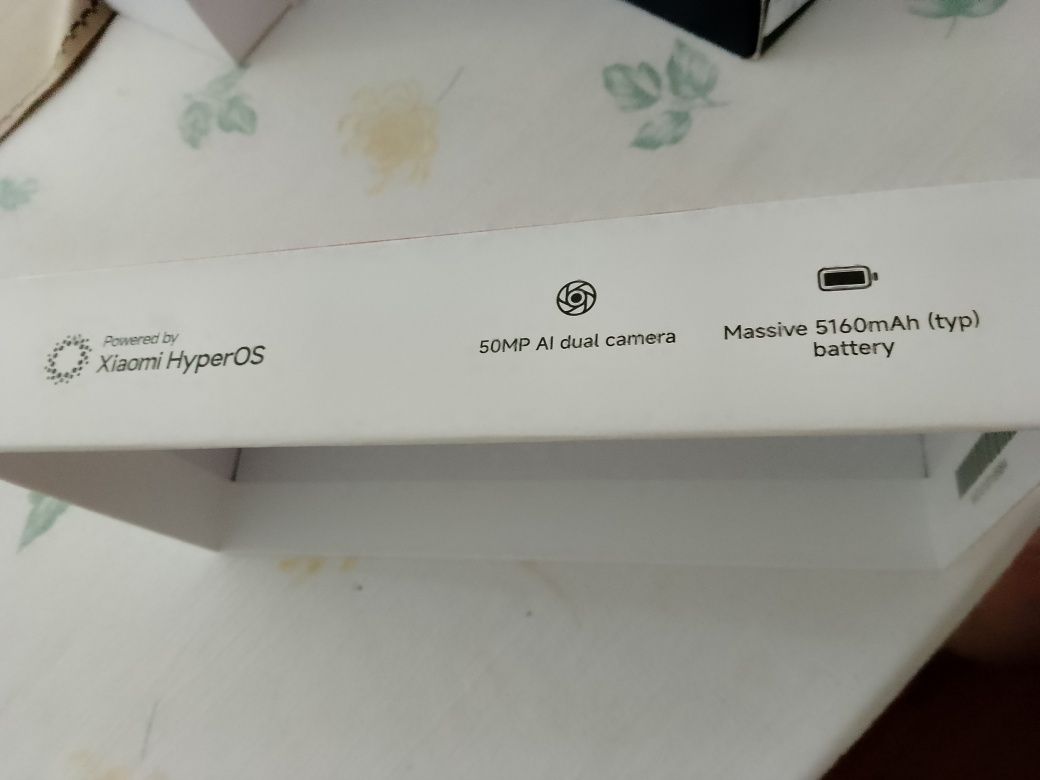 Powered by
Xiaomi HyperOS
50MP AI dual camera
Massive 5160mAh (typ)
battery